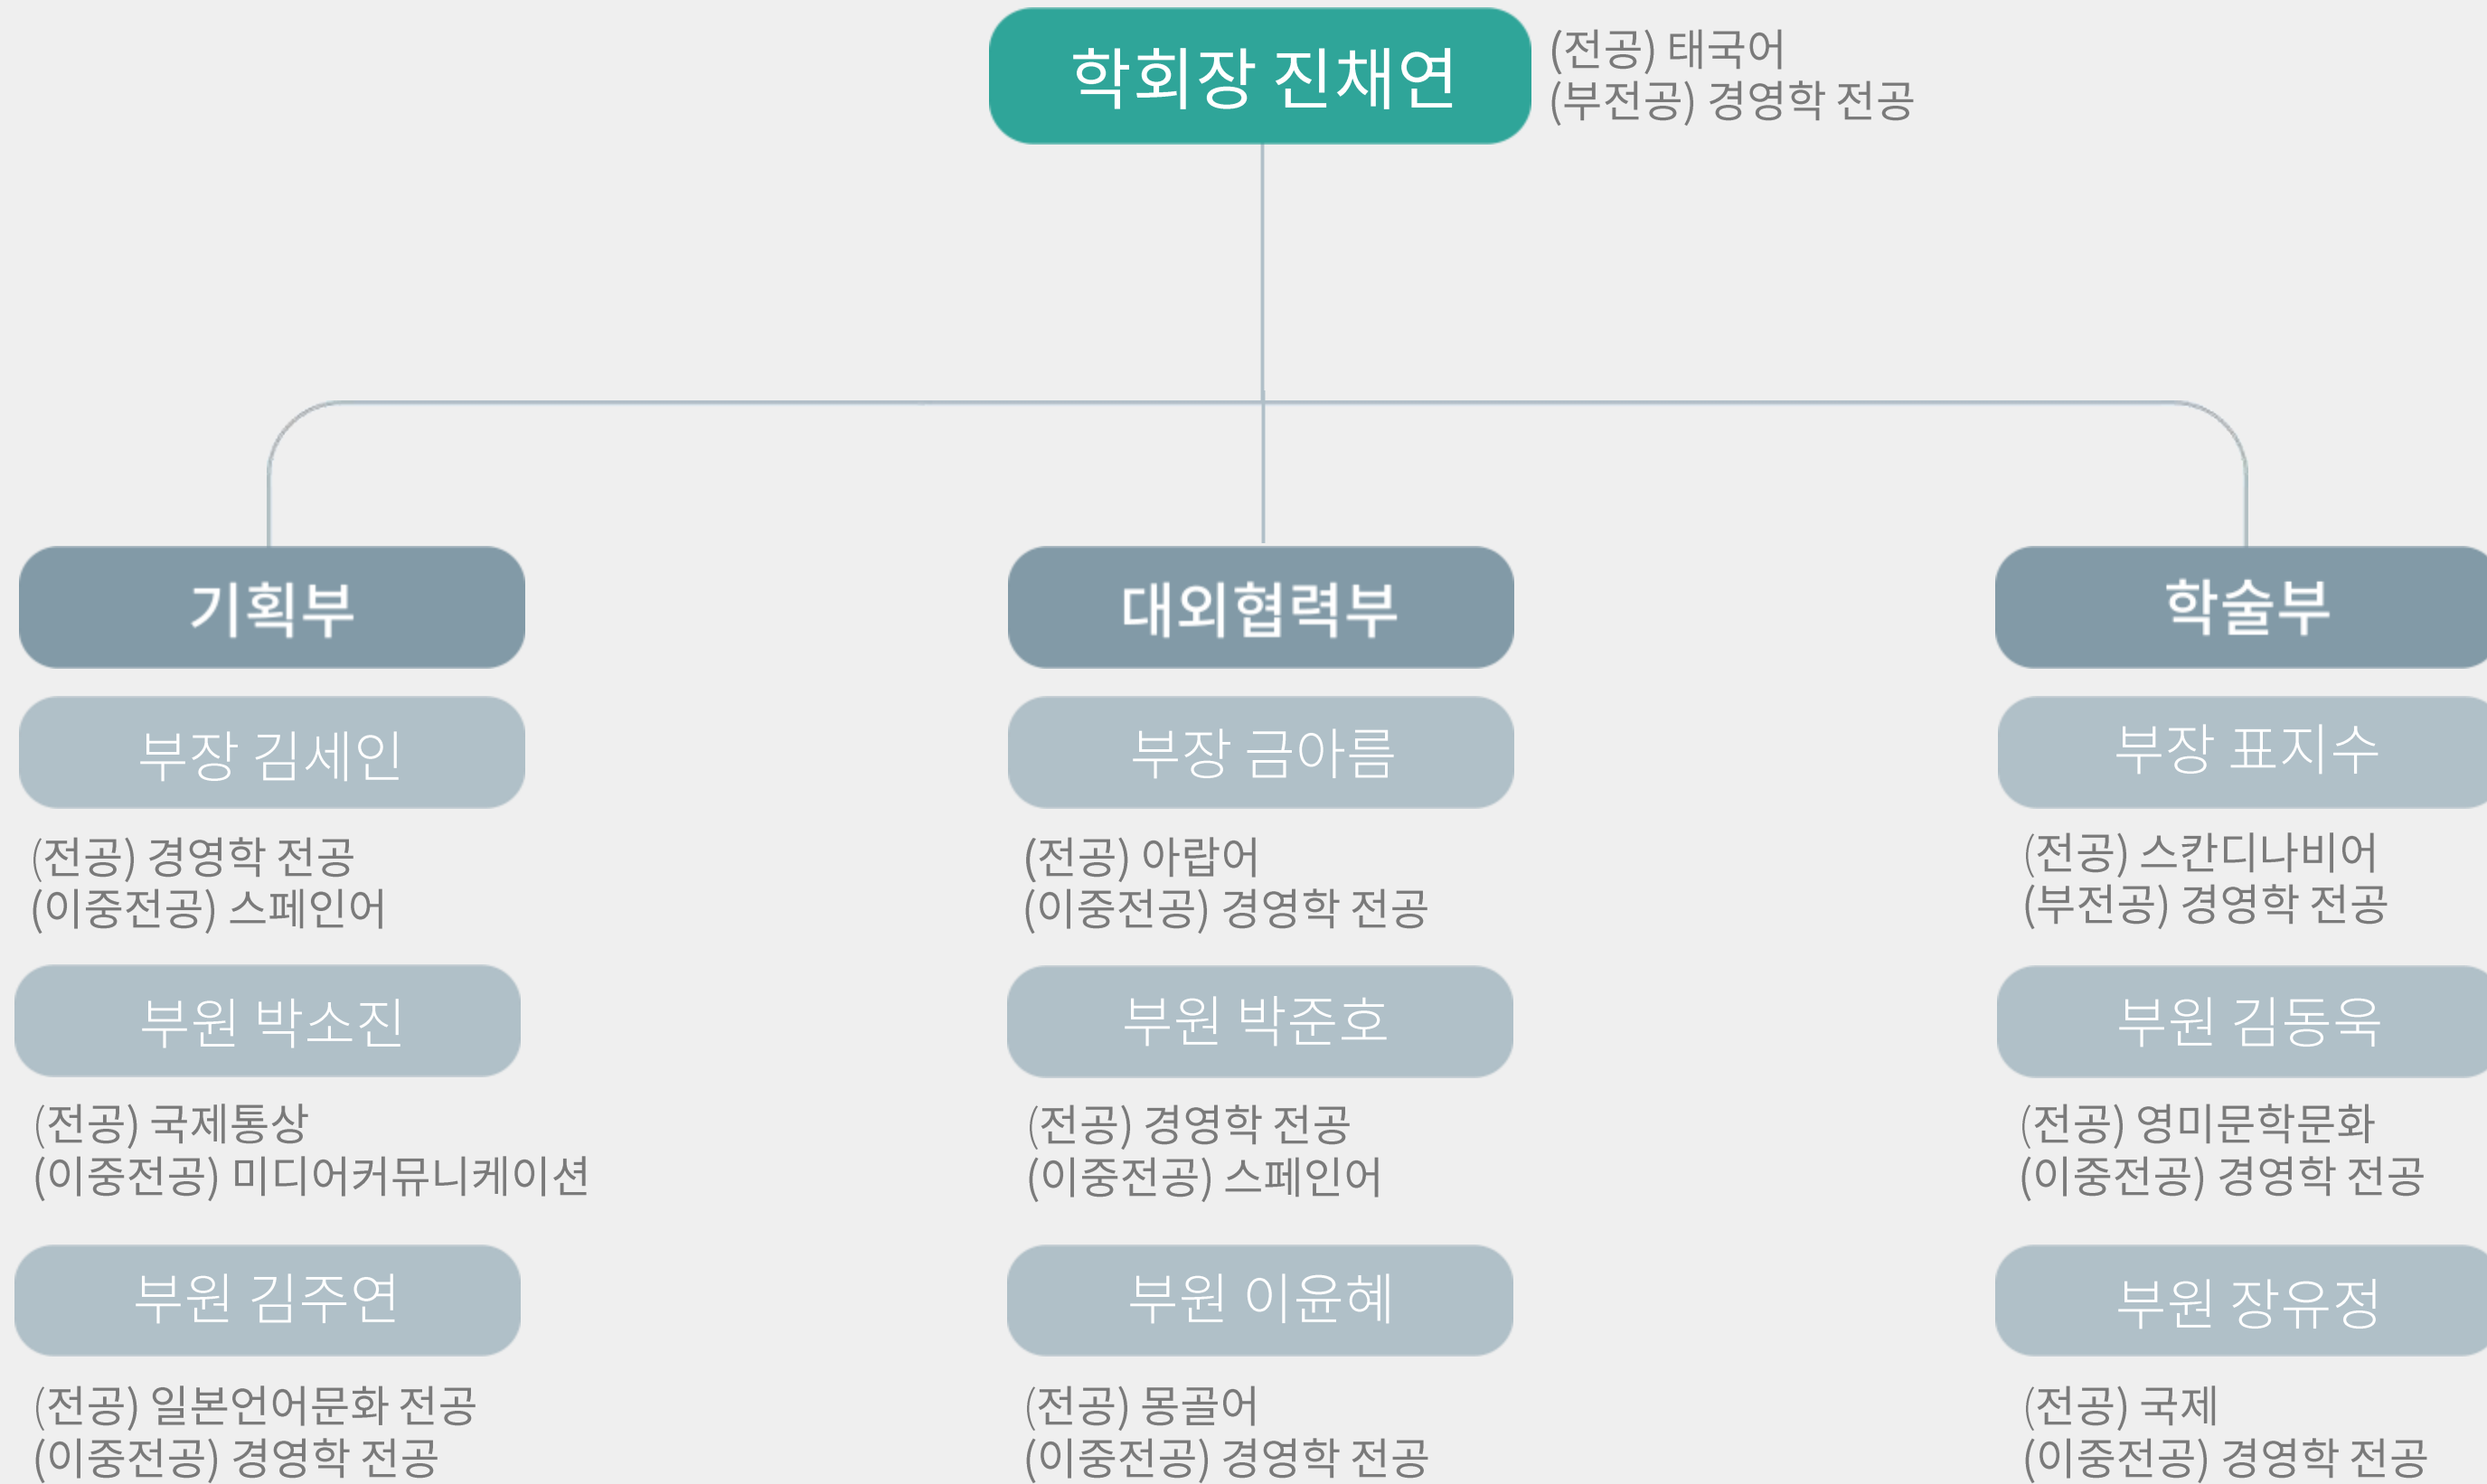 학회장 진채연
(전공) 태국어
(부전공) 경영학 전공
기획부
부장 김세인
(전공) 경영학 전공
(이중전공) 스페인어
부원 박소진
(전공) 국제통상
(이중전공) 미디어커뮤니케이션
부원 김주연
(전공) 일본언어문화 전공
(이중전공) 경영학 전공
대외협력부
부장 금아름
(전공) 아랍어
(이중전공) 경영학 전공
부원 박준호
(전공) 경영학 전공
(이중전공) 스페인어
부원 이윤혜
(전공) 몽골어
(이중전공) 경영학 전공
학술부
부장 표지수
(전공) 스칸디나비어
(부전공) 경영학 전공
부원 김동욱
(전공) 영미문학문화
(이중전공) 경영학 전공
부원 장유정
(전공) 국제
(이중전공) 경영학 전공